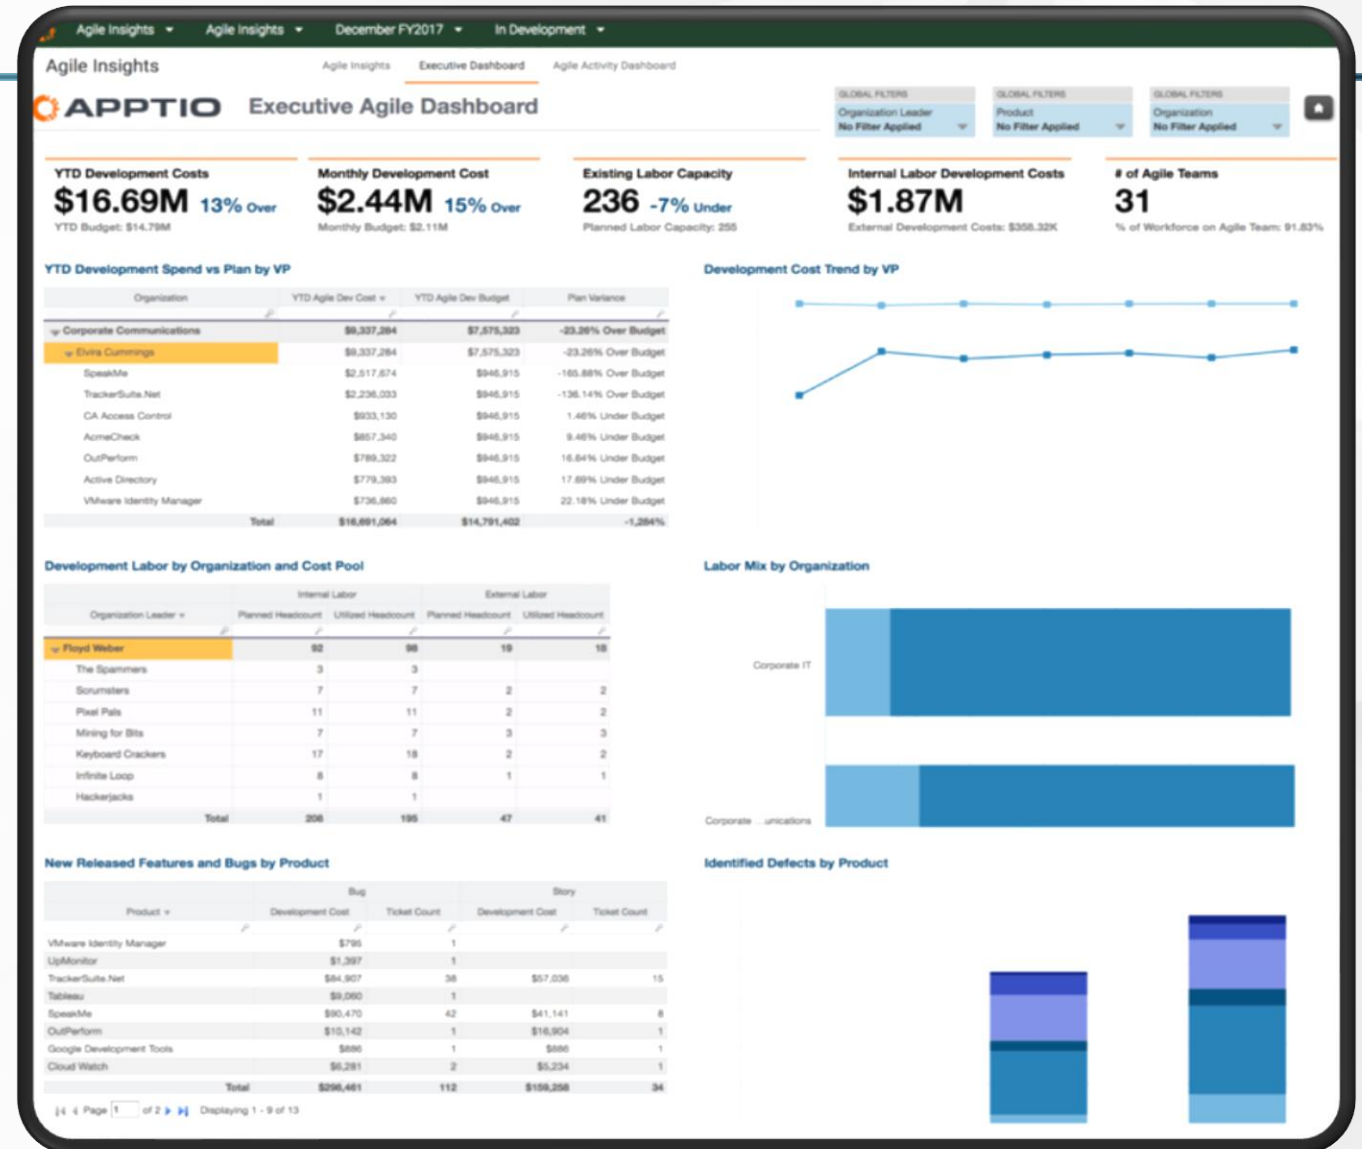 Agile Insights Agile Insights December FY2017 In Development
Agile Insights Agile Insights Executive Dashboard Agile Activity Dashboard
APPTIO Executive Agile Dashboard
GLOBAL FILTERS GLOBAL FILTERS GLOBAL FILTERS
Organization Leader Product Organization
No Filter Applied No Filter Applied No Filter Applied
YTD Development Costs Monthly Development Cost Existing Labor Capacity Internal Labor Development Costs # of Agile Teams
$16.69M 13% Over $2.44M 15% Over 236 -7% Under $1.87M 31
YTD Budget: $14.79M Monthly Budget: $2.11M Planned Labor Capacity: 255 External Development Costs: $356.32K % of Workforce on Agile Team: 91.83%
YTD Development Spend vs Plan by VP Development Cost Trend by VP
Organization YTD Agile Dev Cost YTD Agile Dev Budget Plan Variance
Corporate Communications $9,337,284 $7,575,323 -23.26% Over Budget
Elvira Cummings $9,337,284 $7,575,323 -23.26% Over Budget
SpeakMe $2,517,674 $946,915 -165.88% Over Budget
TrackerSuite.Net $2,236,033 $946,915 -136.14% Over Budget
CA Access Control $933,130 $946,915 1.46% Under Budget
AcmeCheck $857,340 $946,915 9.46% Under Budget
OutPerform $789,322 $946,915 16.64% Under Budget
Active Directory $779,393 $946,915 17.69% Under Budget
VMware Identity Manager $736,860 $946,915 22.18% Under Budget
Total $16,691,064 $14,791,402 -1,284%
Development Labor by Organization and Cost Pool Labor Mix by Organization
Internal Labor External Labor
Organization Leader Planned Headcount Utilized Headcount Planned Headcount Utilized Headcount
Floyd Weber 92 98 19 18
The Spammers 3 3
Scrumsters 7 7 2 2
Pixel Pals 11 11 2 2
Mining for Bits 7 7 3 3
Keyboard Crackers 17 18 2 2
Infinite Loop 8 8 1 1
Hackerjacks 1 1
Total 208 195 47 41
Corporate IT
Corporate ...unications
New Released Features and Bugs by Product Identified Defects by Product
Bug Story
Product Development Cost Ticket Count Development Cost Ticket Count
VMware Identity Manager $795 1
UpMonitor $1,397 1
TrackerSuite.Net $84,907 38 $57,036 15
Tableau $9,060 1
SpeakMe $90,470 42 $41,141 8
OutPerform $10,142 1 $16,904 1
Google Development Tools $886 1 $886 1
Cloud Watch $6,281 2 $5,234 1
Total $298,461 112 $159,258 34
Page 1 of 2 Displaying 1 - 9 of 13